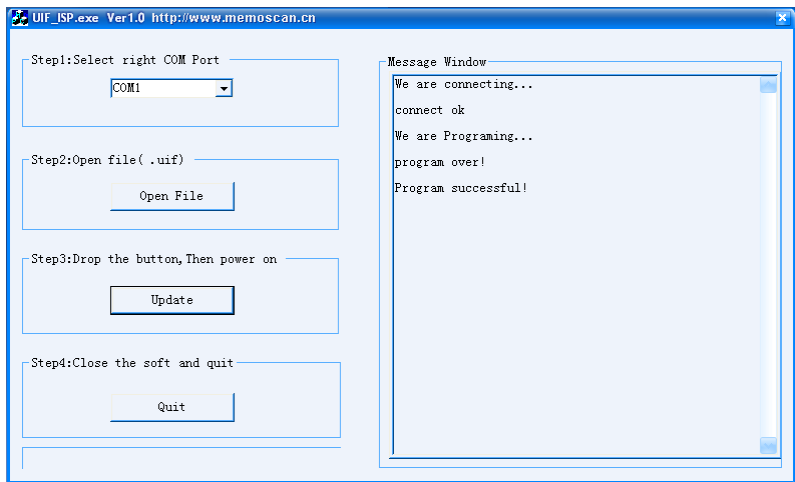 UIF_ISP.exe Ver1.0 http://www.memoscan.cn
Step1:Select right COM Port
COM1
Step2:Open file( .uif)
Open File
Step3:Drop the button,Then power on
Update
Step4:Close the soft and quit
Quit
Message Window
We are connecting...
connect ok
We are Programing...
program over!
Program successful!